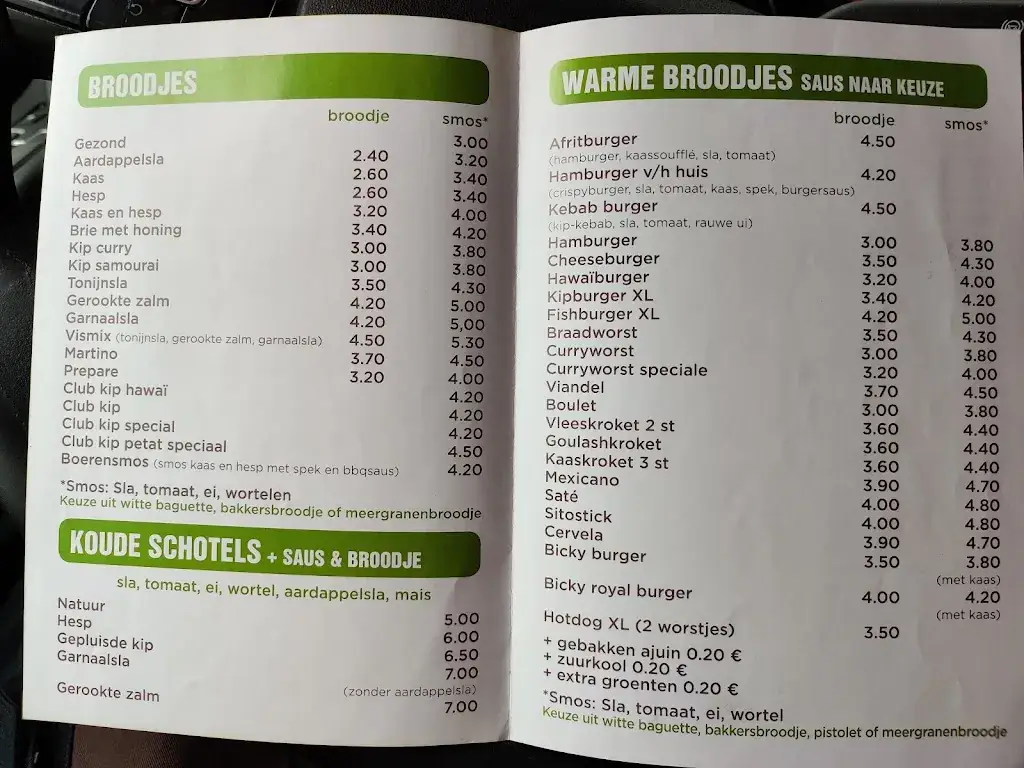 BROODJES
broodje smos*
Gezond 3.00
Aardappelsla 2.40 3.20
Kaas 2.60 3.40
Hesp 2.60 3.40
Kaas en hesp 3.20 4.00
Brie met honing 3.40 4.20
Kip curry 3.00 3.80
Kip samourai 3.00 3.80
Tonijnsla 3.50 4.30
Gerookte zalm 4.20 5.00
Garnaalsla 4.20 5,00
Vismix (tonijnsla, gerookte zalm, garnaalsla) 4.50 5.30
Martino 3.70 4.50
Prepare 3.20 4.00
Club kip hawaï 4.20
Club kip 4.20
Club kip special 4.20
Club kip petat speciaal 4.50
Boerensmos (smos kaas en hesp met spek en bbqsaus) 4.20
*Smos: Sla, tomaat, ei, wortelen
Keuze uit witte baguette, bakkersbroodje of meergranenbroodje
KOUDE SCHOTELS + SAUS & BROODJE
sla, tomaat, ei, wortel, aardappelsla, mais
Natuur 5.00
Hesp 6.00
Gepluisde kip 6.50
Garnaalsla 7.00
(zonder aardappelsla)
Gerookte zalm 7.00
WARME BROODJES SAUS NAAR KEUZE
broodje smos*
Afritburger 4.50
(hamburger, kaassoufflé, sla, tomaat)
Hamburger v/h huis 4.20
(crispyburger, sla, tomaat, kaas, spek, burgersaus)
Kebab burger 4.50
(kip-kebab, sla, tomaat, rauwe ui)
Hamburger 3.00 3.80
Cheeseburger 3.50 4.30
Hawaïburger 3.20 4.00
Kipburger XL 3.40 4.20
Fishburger XL 4.20 5.00
Braadworst 3.50 4.30
Curryworst 3.00 3.80
Curryworst speciale 3.20 4.00
Viandel 3.70 4.50
Boulet 3.00 3.80
Vleeskroket 2 st 3.60 4.40
Goulashkroket 3.60 4.40
Kaaskroket 3 st 3.60 4.40
Mexicano 3.90 4.70
Saté 4.00 4.80
Sitostick 4.00 4.80
Cervela 3.90 4.70
Bicky burger 3.50 3.80
(met kaas)
Bicky royal burger 4.00 4.20
(met kaas)
Hotdog XL (2 worstjes) 3.50
+ gebakken ajuin 0.20 €
+ zuurkool 0.20 €
+ extra groenten 0.20 €
*Smos: Sla, tomaat, ei, wortel
Keuze uit witte baguette, bakkersbroodje, pistolet of meergranenbroodje